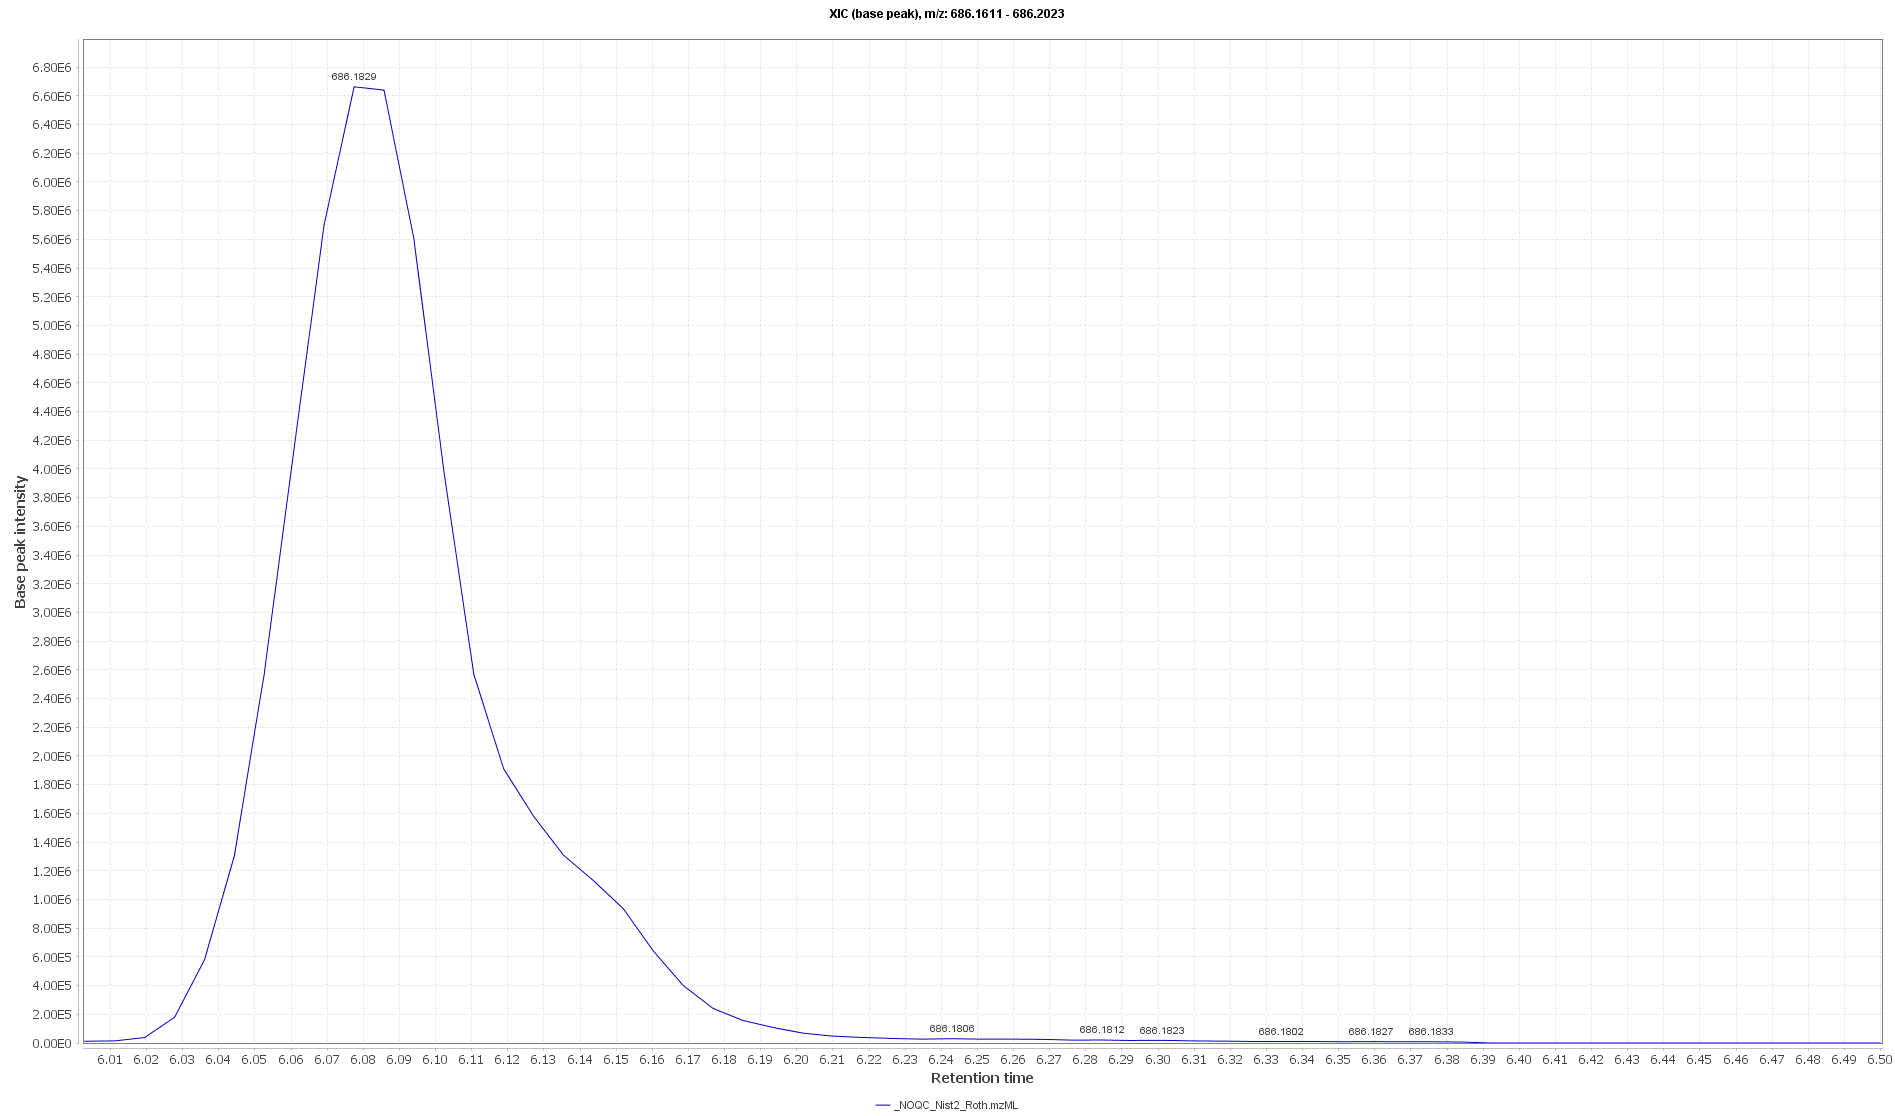 XIC (base peak), m/z: 686.1611 - 686.2023
6.80E6
6.60E6
6.40E6
6.20E6
6.00E6
5.80E6
5.60E6
5.40E6
5.20E6
5.00E6
4.80E6
4.60E6
4.40E6
4.20E6
4.00E6
3.80E6
3.60E6
3.40E6
3.20E6
3.00E6
2.80E6
2.60E6
2.40E6
2.20E6
2.00E6
1.80E6
1.60E6
1.40E6
1.20E6
1.00E6
8.00E5
6.00E5
4.00E5
2.00E5
0.00E0
Base peak intensity
686.1829
686.1806
686.1812
686.1823
686.1802
686.1827
686.1833
6.01 6.02 6.03 6.04 6.05 6.06 6.07 6.08 6.09 6.10 6.11 6.12 6.13 6.14 6.15 6.16 6.17 6.18 6.19 6.20 6.21 6.22 6.23 6.24 6.25 6.26 6.27 6.28 6.29 6.30 6.31 6.32 6.33 6.34 6.35 6.36 6.37 6.38 6.39 6.40 6.41 6.42 6.43 6.44 6.45 6.46 6.47 6.48 6.49 6.50
Retention time
_NOQC_Nist2_Roth.mzML